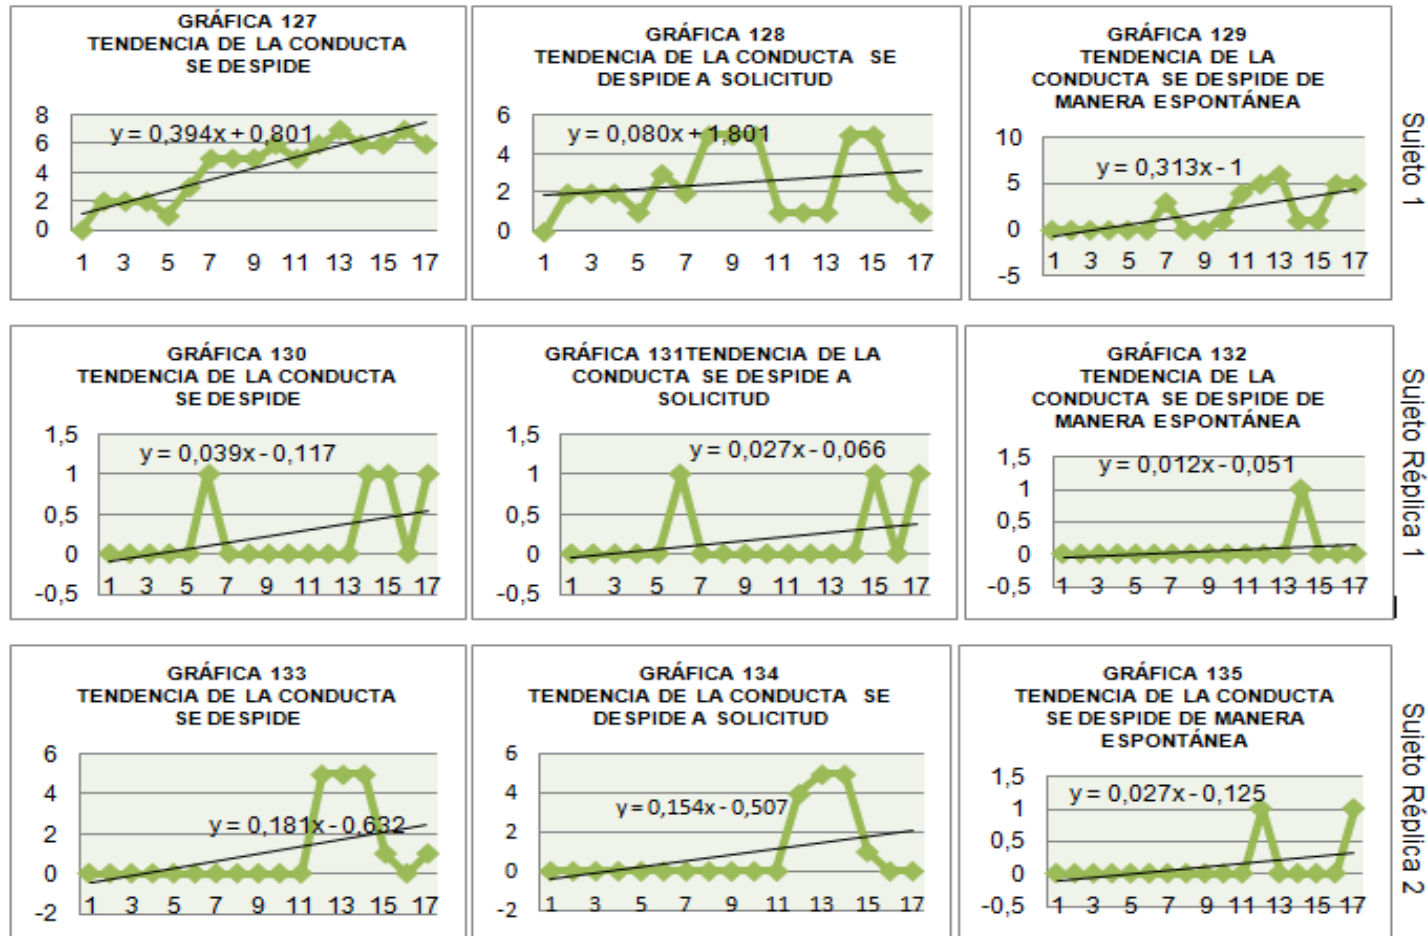 GRÁFICA 127
TENDENCIA DE LA CONDUCTA
SE DESPIDE
8
6
4
2
0
y = 0,394x + 0,801
1 3 5 7 9 11 13 15 17
GRÁFICA 128
TENDENCIA DE LA CONDUCTA SE
DESPIDE A SOLICITUD
6
4
2
0
y = 0,080x + 1,801
1 3 5 7 9 11 13 15 17
GRÁFICA 129
TENDENCIA DE LA
CONDUCTA SE DESPIDE DE
MANERA ESPONTÁNEA
10
5
0
-5
y = 0,313x - 1
1 3 5 7 9 11 13 15 17
Sujeto 1
GRÁFICA 130
TENDENCIA DE LA CONDUCTA
SE DESPIDE
1,5
1
0,5
0
-0,5
y = 0,039x - 0,117
1 3 5 7 9 11 13 15 17
GRÁFICA 131TENDENCIA DE LA
CONDUCTA SE DESPIDE A
SOLICITUD
1,5
1
0,5
0
-0,5
y = 0,027x - 0,066
1 3 5 7 9 11 13 15 17
GRÁFICA 132
TENDENCIA DE LA
CONDUCTA SE DESPIDE DE
MANERA ESPONTÁNEA
1,5
1
0,5
0
-0,5
y = 0,012x - 0,051
1 3 5 7 9 11 13 15 17
Sujeto Réplica 1
GRÁFICA 133
TENDENCIA DE LA CONDUCTA
SE DESPIDE
6
4
2
0
-2
y = 0,181x - 0,632
1 3 5 7 9 11 13 15 17
GRÁFICA 134
TENDENCIA DE LA CONDUCTA SE
DESPIDE A SOLICITUD
6
4
2
0
-2
y = 0,154x - 0,507
1 3 5 7 9 11 13 15 17
GRÁFICA 135
TENDENCIA DE LA CONDUCTA
SE DESPIDE DE MANERA
ESPONTÁNEA
1,5
1
0,5
0
-0,5
y = 0,027x - 0,125
1 3 5 7 9 11 13 15 17
Sujeto Réplica 2